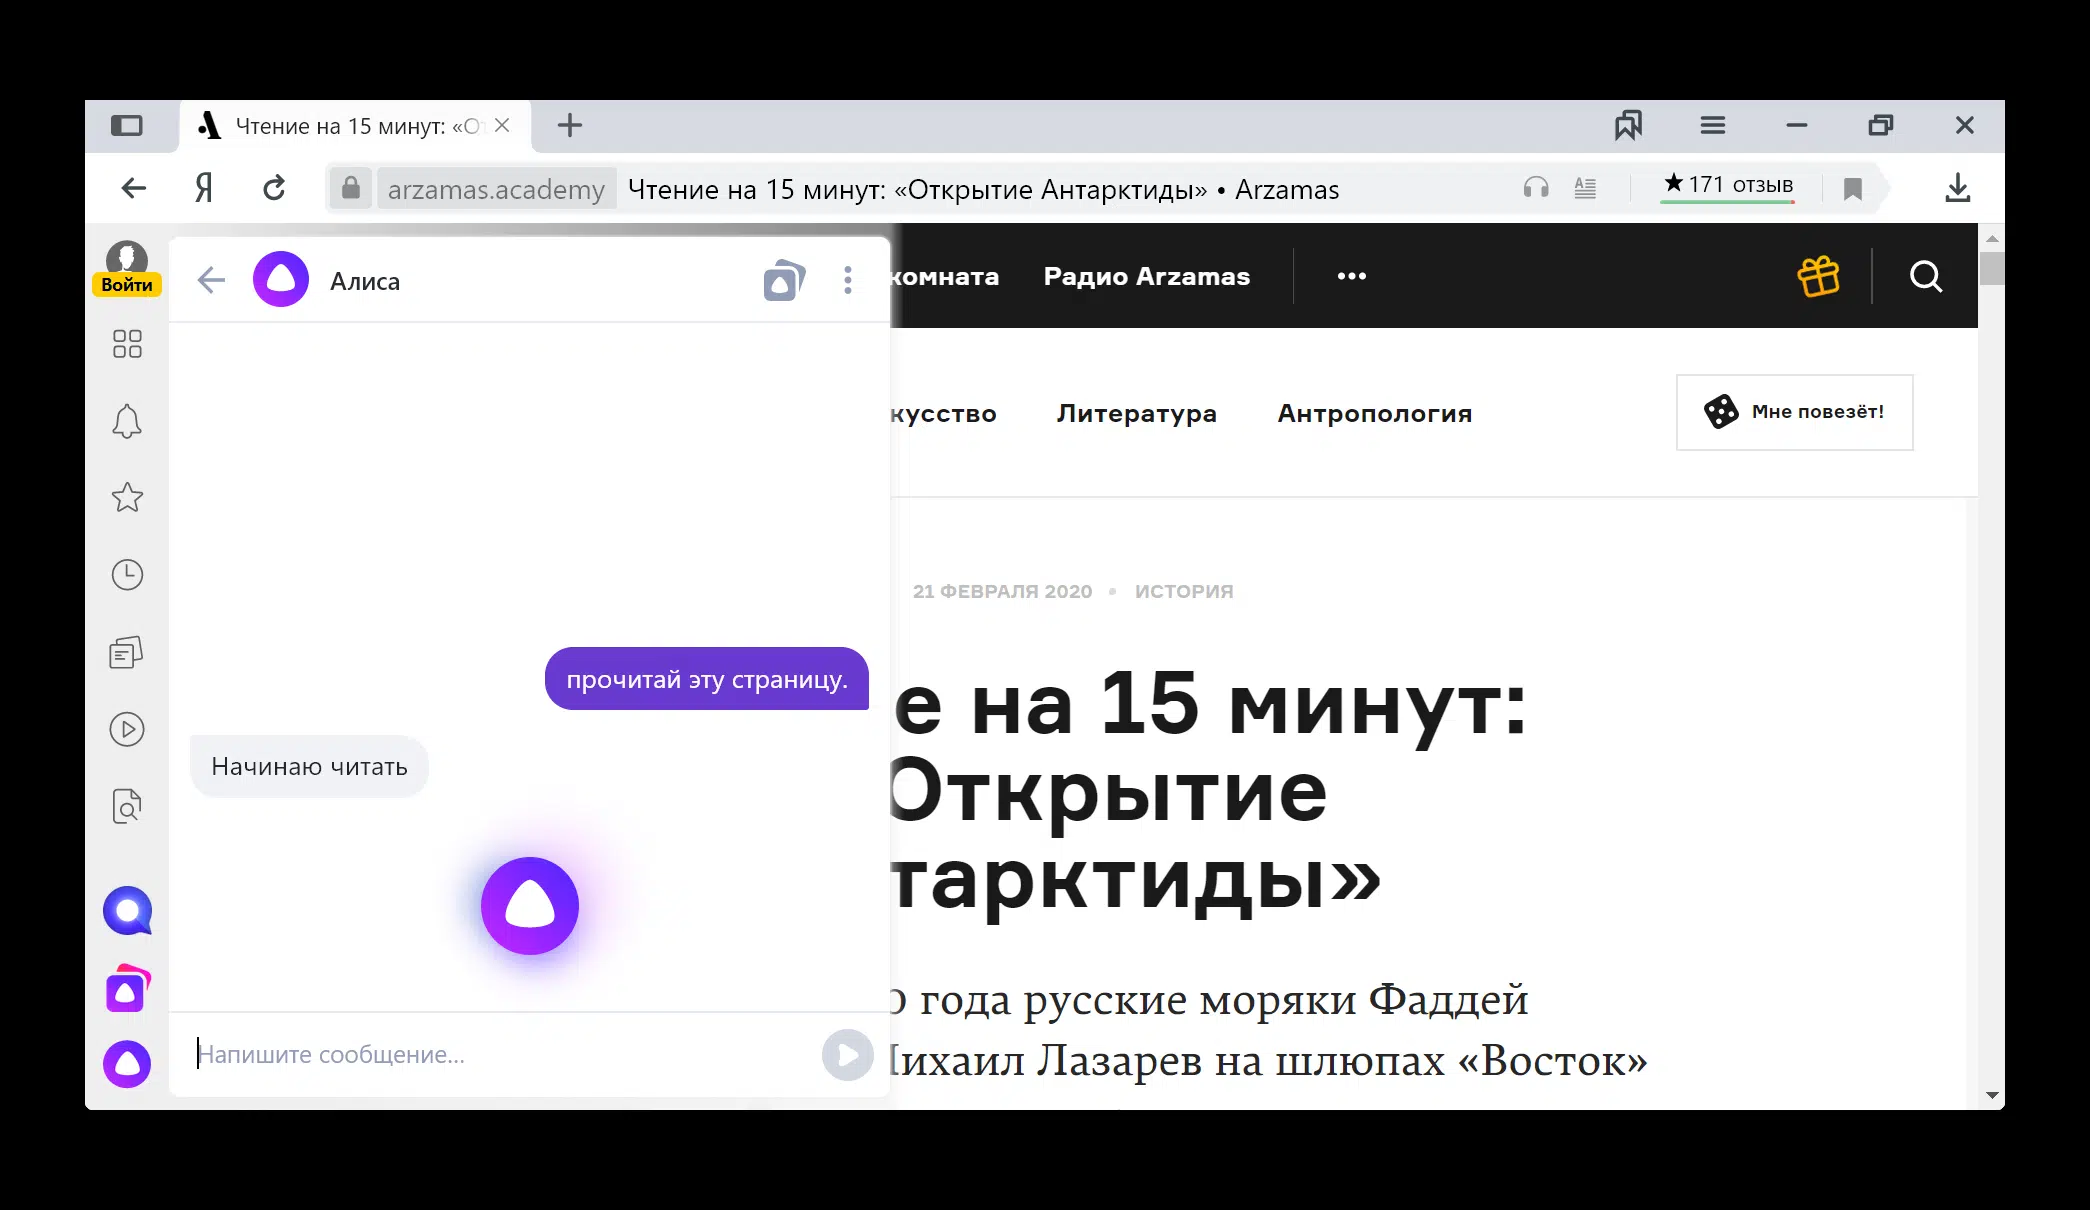 Чтение на 15 минут: «От
arzamas.academy Чтение на 15 минут: «Открытие Антарктиды» • Arzamas
★ 171 отзыв
Войти
Алиса
комната Радио Arzamas
кусство Литература Антропология
Мне повезёт!
21 ФЕВРАЛЯ 2020 • ИСТОРИЯ
прочитай эту страницу.
Начинаю читать
е на 15 минут:
Открытие
тарктиды»
года русские моряки Фаддей
ихаил Лазарев на шлюпах «Восток»
Напишите сообщение...